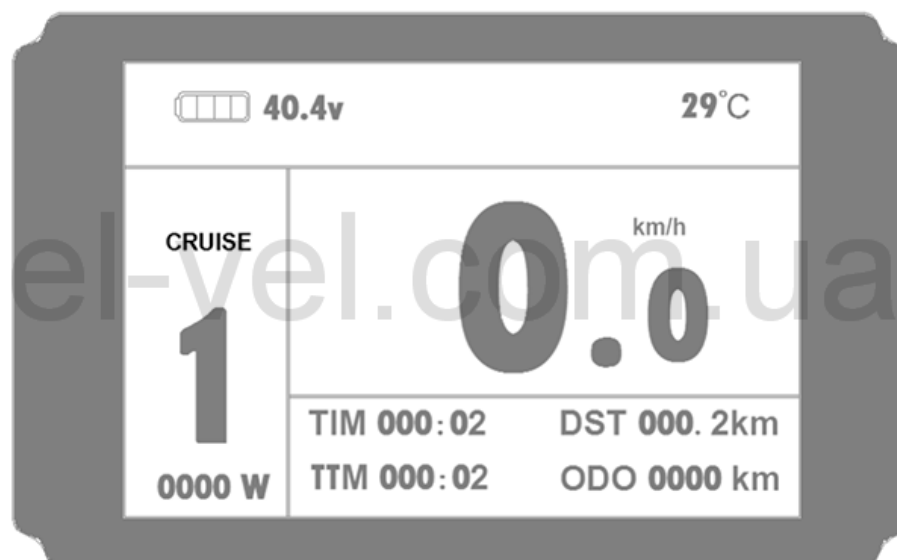 40.4v 29°C
CRUISE
km/h
0.0
1
0000 W
TIM 000:02 DST 000. 2km
TTM 000:02 ODO 0000 km
el-vel.com.ua